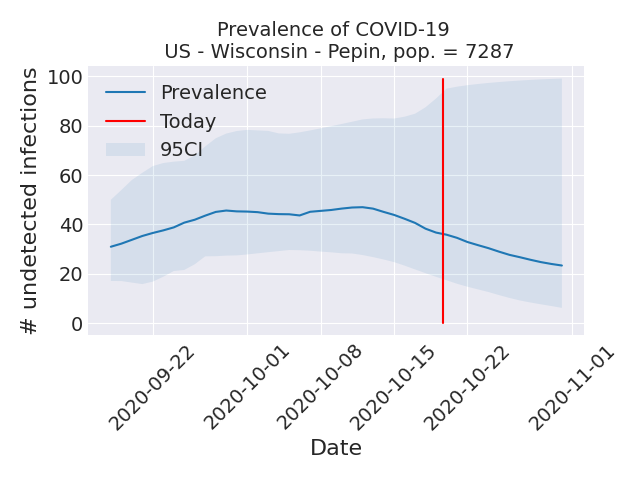 Prevalence of COVID-19
US - Wisconsin - Pepin, pop. = 7287
# undetected infections
100
80
60
40
20
0
Prevalence
Today
95CI
2020-09-22
2020-10-01
2020-10-08
2020-10-15
2020-10-22
2020-11-01
Date